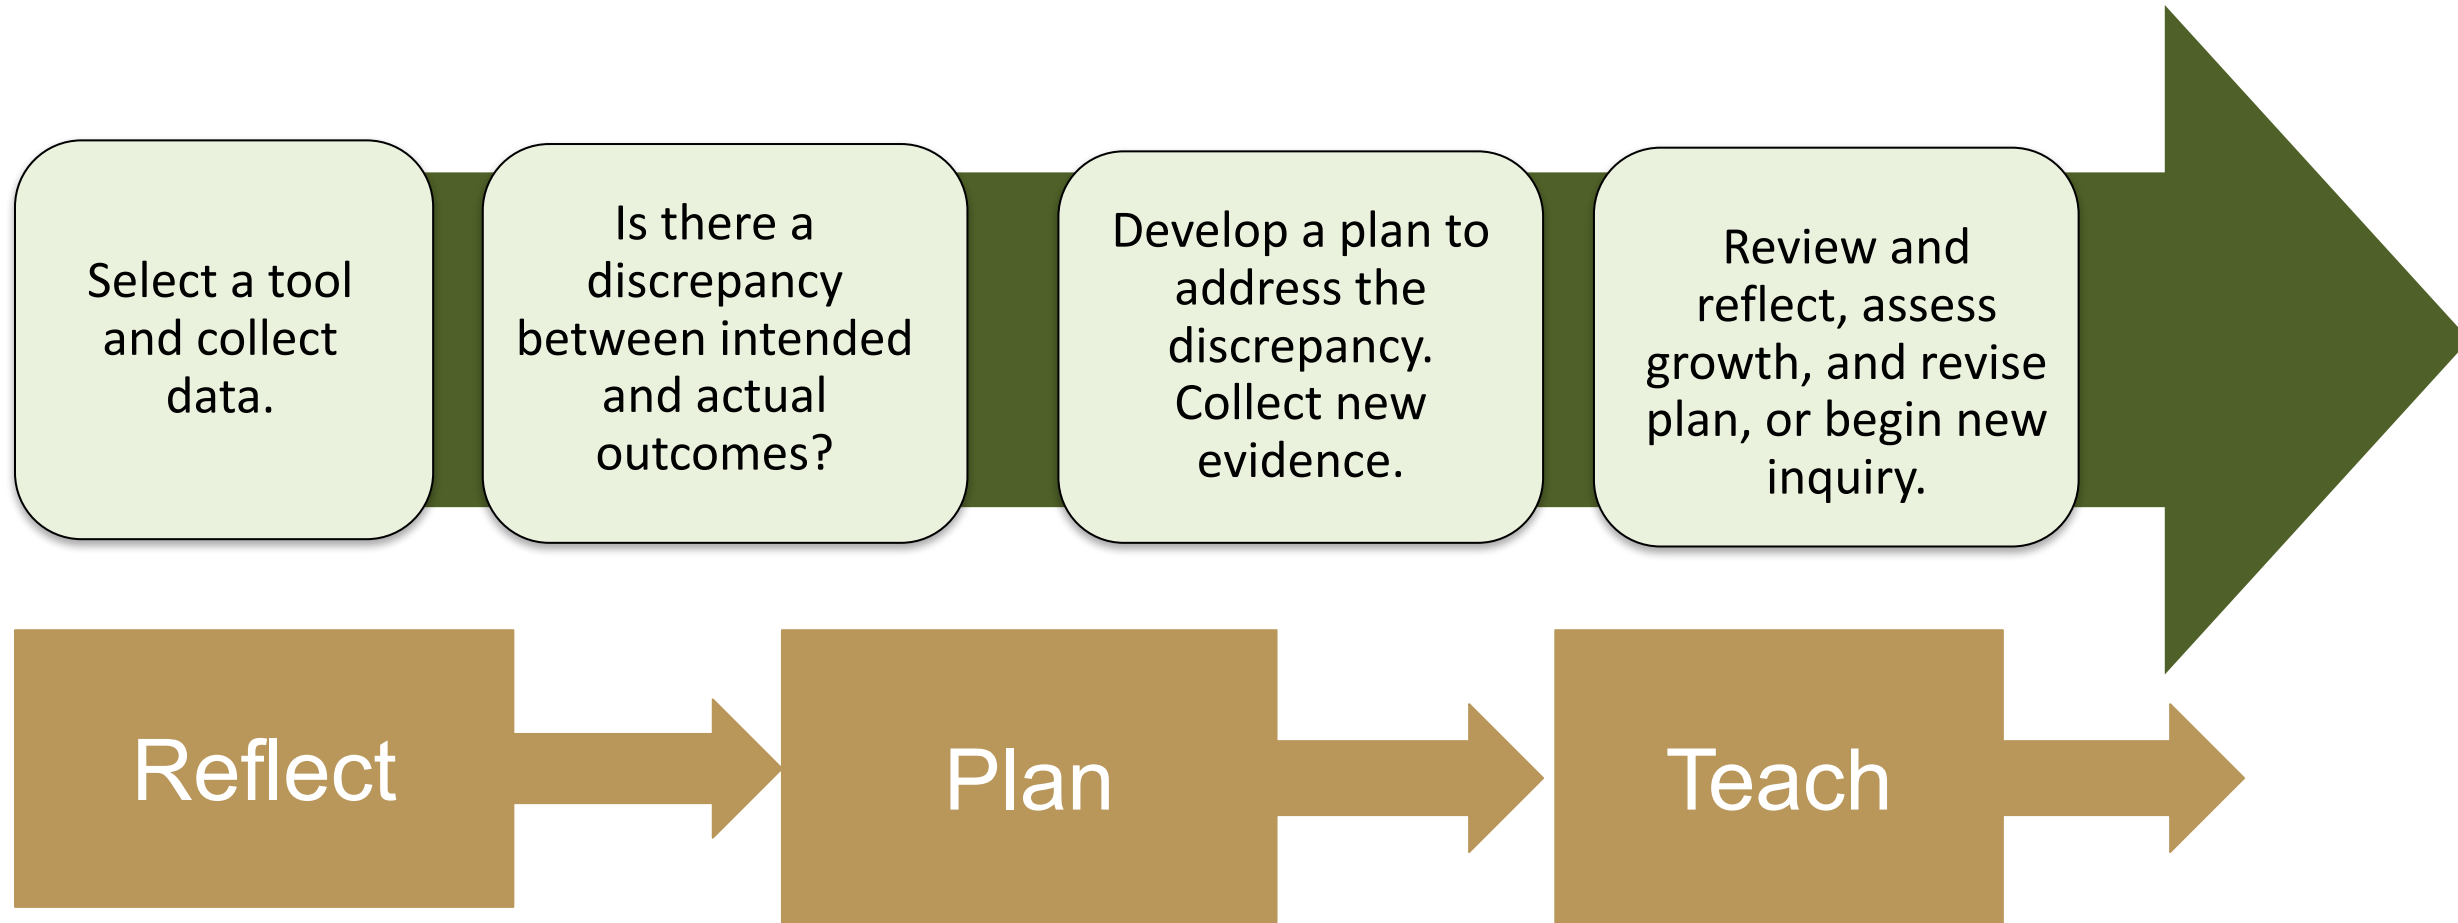 Select a tool
and collect
data.
Is there a
discrepancy
between intended
and actual
outcomes?
Develop a plan to
address the
discrepancy.
Collect new
evidence.
Review and
reflect, assess
growth, and revise
plan, or begin new
inquiry.
Reflect
Plan
Teach